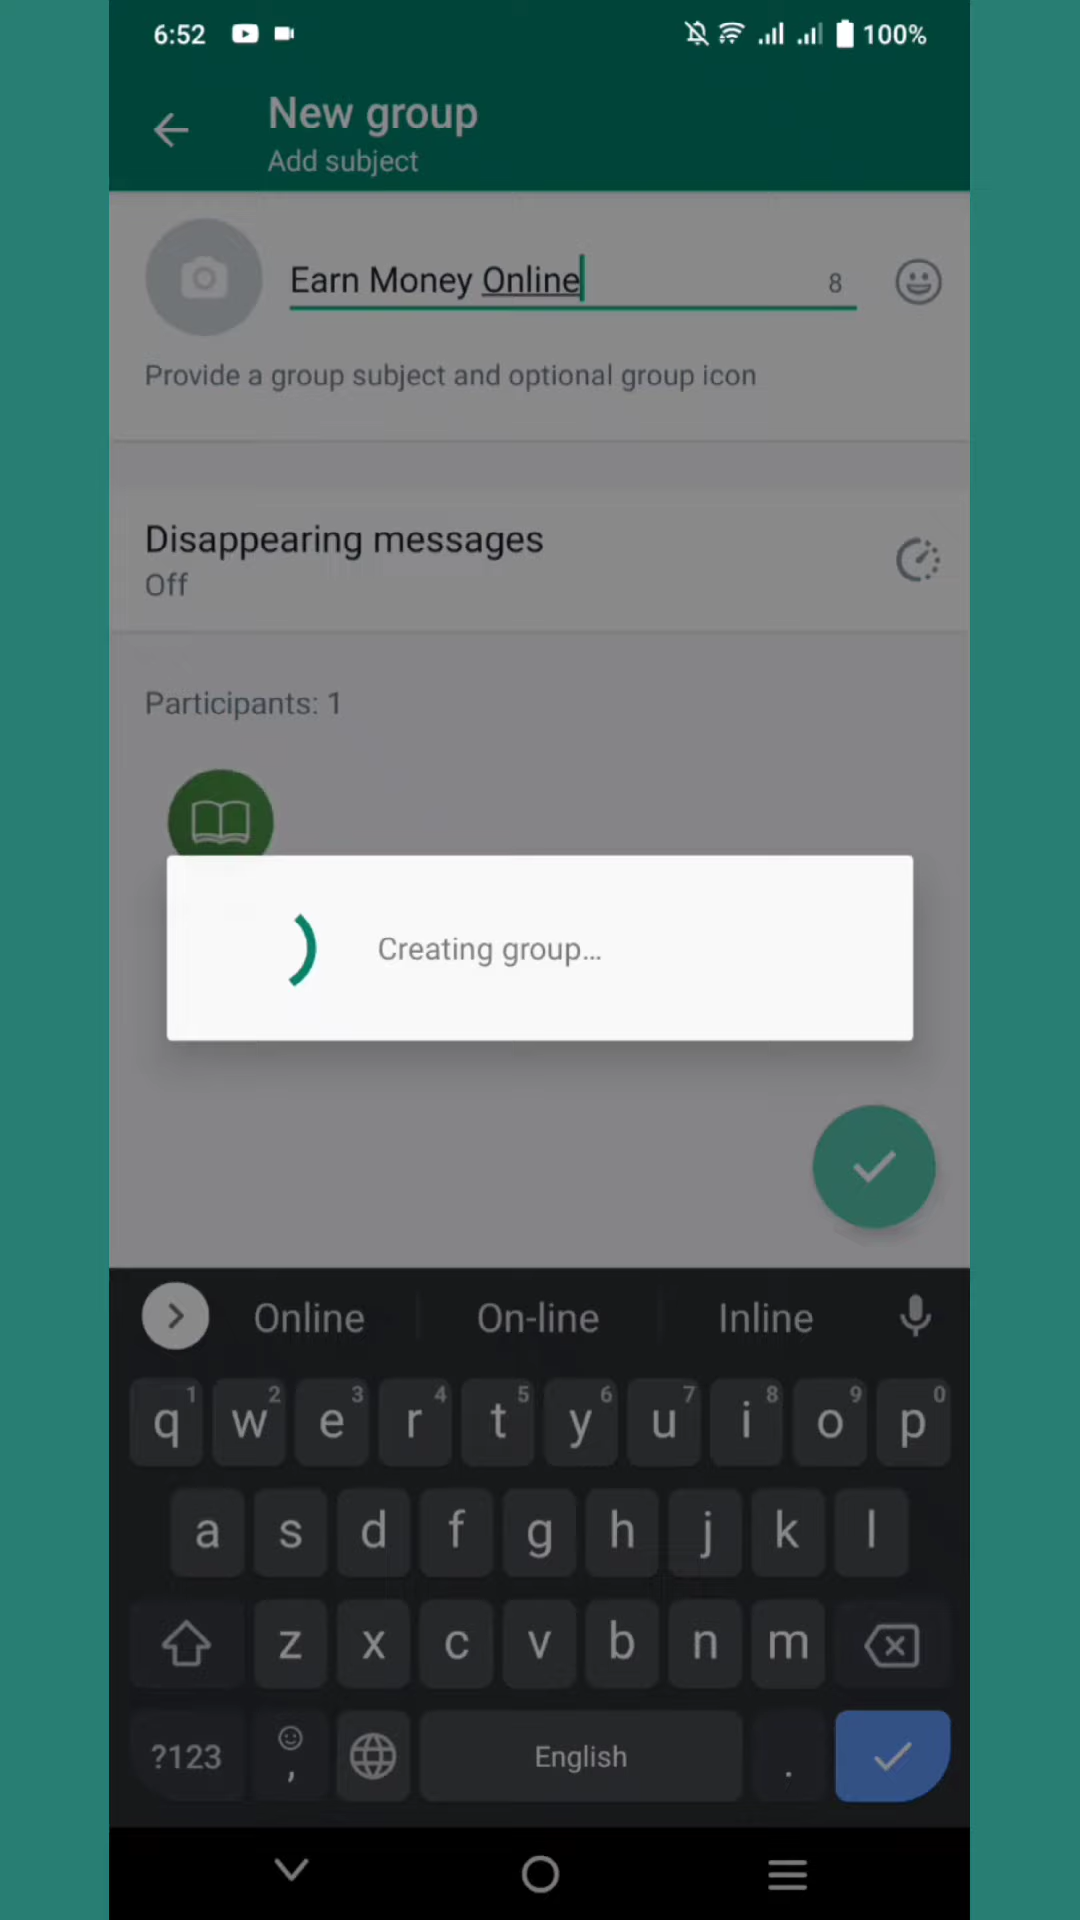 6:52 100%
New group
Add subject
Earn Money Online 8
Provide a group subject and optional group icon
Disappearing messages
Off
Participants: 1
Creating group...
Online On-line Inline
1 2 3 4 5 6 7 8 9 0
q w e r t y u i o p
a s d f g h j k l
z x c v b n m
?123 , English .